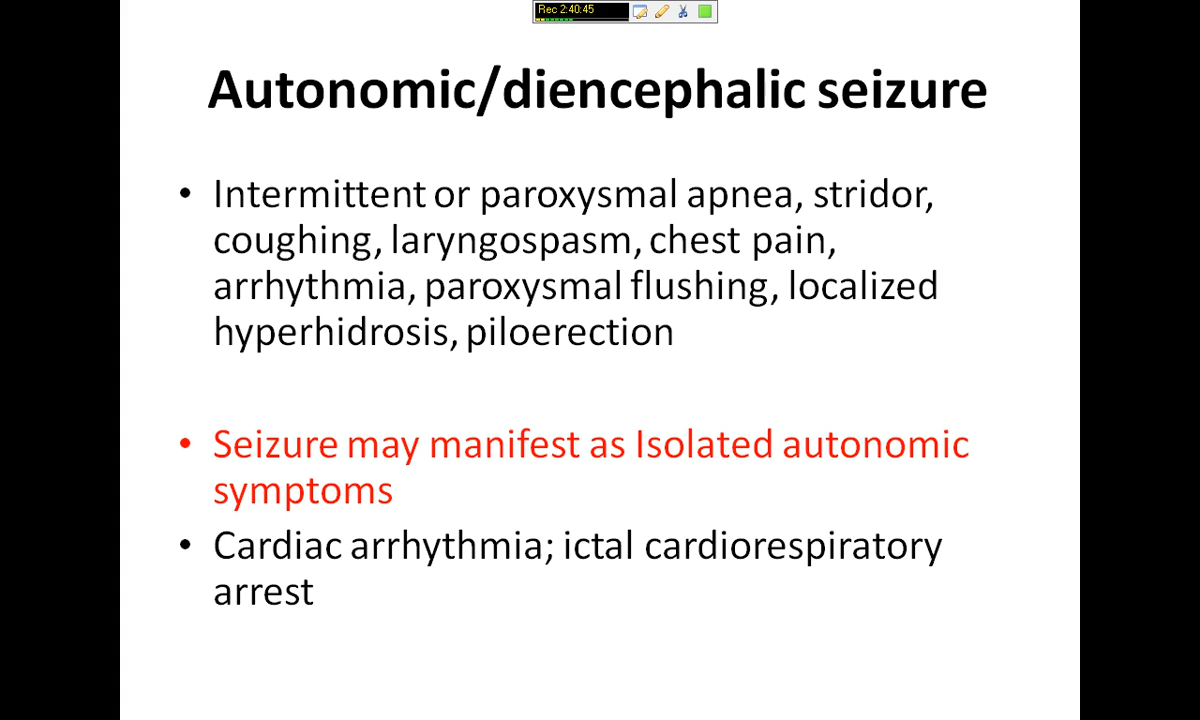 Rec 2:40:45
Autonomic/diencephalic seizure
• Intermittent or paroxysmal apnea, stridor,
coughing, laryngospasm, chest pain,
arrhythmia, paroxysmal flushing, localized
hyperhidrosis, piloerection
• Seizure may manifest as Isolated autonomic
symptoms
• Cardiac arrhythmia; ictal cardiorespiratory
arrest